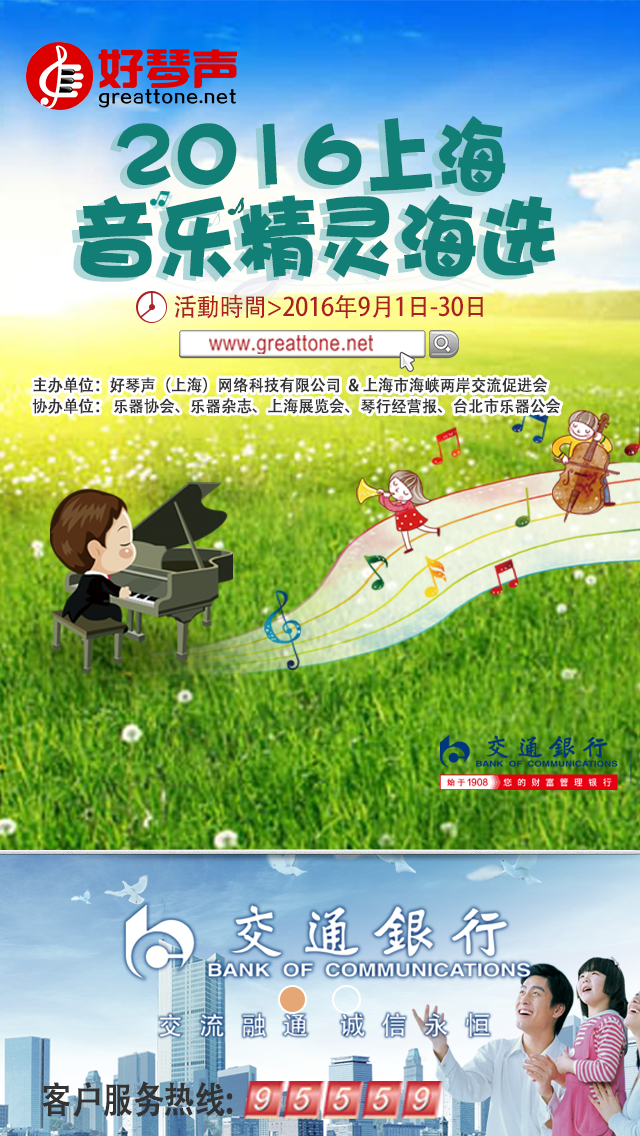 好琴声
greattone.net
2016上海
音乐精灵海选
活動時間>2016年9月1日-30日
www.greattone.net
主办单位：好琴声（上海）网络科技有限公司 &上海市海峡两岸交流促进会
协办单位： 乐器协会、乐器杂志、上海展览会、琴行经营报、台北市乐器公会
交通銀行
BANK OF COMMUNICATIONS
始于1908 您的财富管理银行
交通銀行
BANK OF COMMUNICATIONS
交流融通 诚信永恒
客户服务热线: 95559